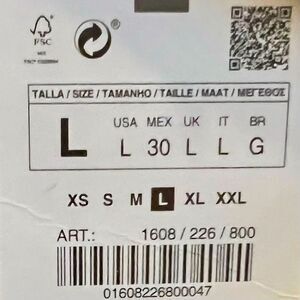 FSC
TALLA / SIZE / TAMANHO / TAILLE / MAAT / ΜΕΓΕΘΟΣ
L
USA MEX UK IT BR
L 30 L L G
XS S M L XL XXL
ART.: 1608 / 226 / 800
01608226800047